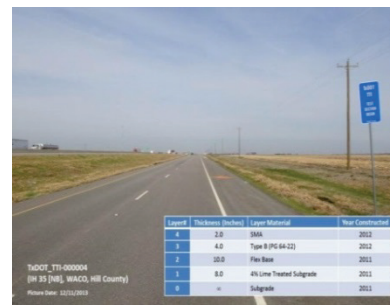 TxDOT
TTI
TxDOT_TTI-000004
(IH 35 [NB], WACO, Hill County)
Picture Date: 12/11/2013
Layer# Thickness (Inches) Layer Material Year Constructed
4 2.0 SMA 2012
3 4.0 Type B (PG 64-22) 2012
2 10.0 Flex Base 2011
1 8.0 4% Lime Treated Subgrade 2011
0 ∞ Subgrade 2011